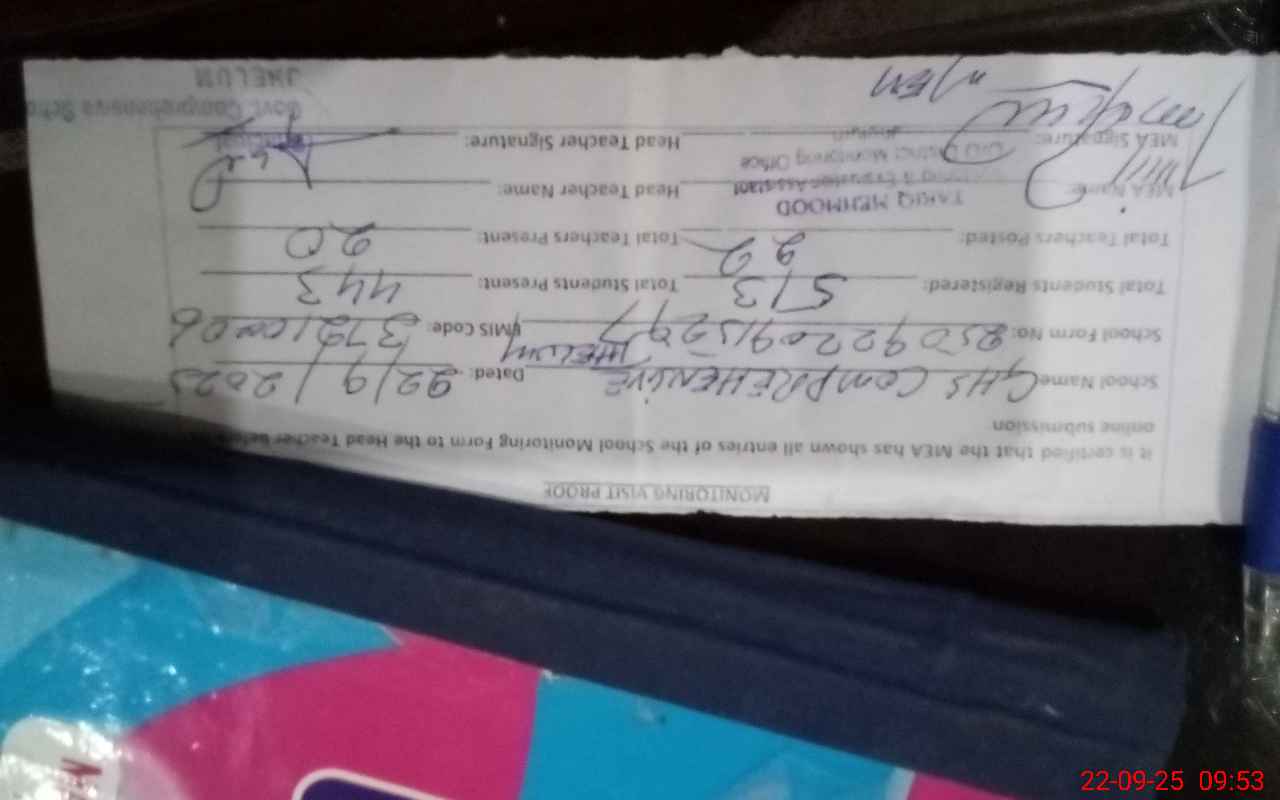 MONITORING VISIT PROOF
It is certified that the MEA has shown all entries of the School Monitoring Form to the Head Teacher before
online submission
School Name GHS COMPREHENSIVE JHELUM Dated: 22/9/2025
School Form No: EMIS Code:
Total Students Registered: 513 Total Students Present: 443
Total Teachers Posted: 22 Total Teachers Present: 20
MEA Name: TARIQ MEHMOOD Head Teacher Name:
Monitoring & Evaluation Assistant
O/O District Monitoring Office
MEA Signature: Jhelum Head Teacher Signature: Principal
Govt. Comprehensive Scho
JHELUM
22-09-25 09:53